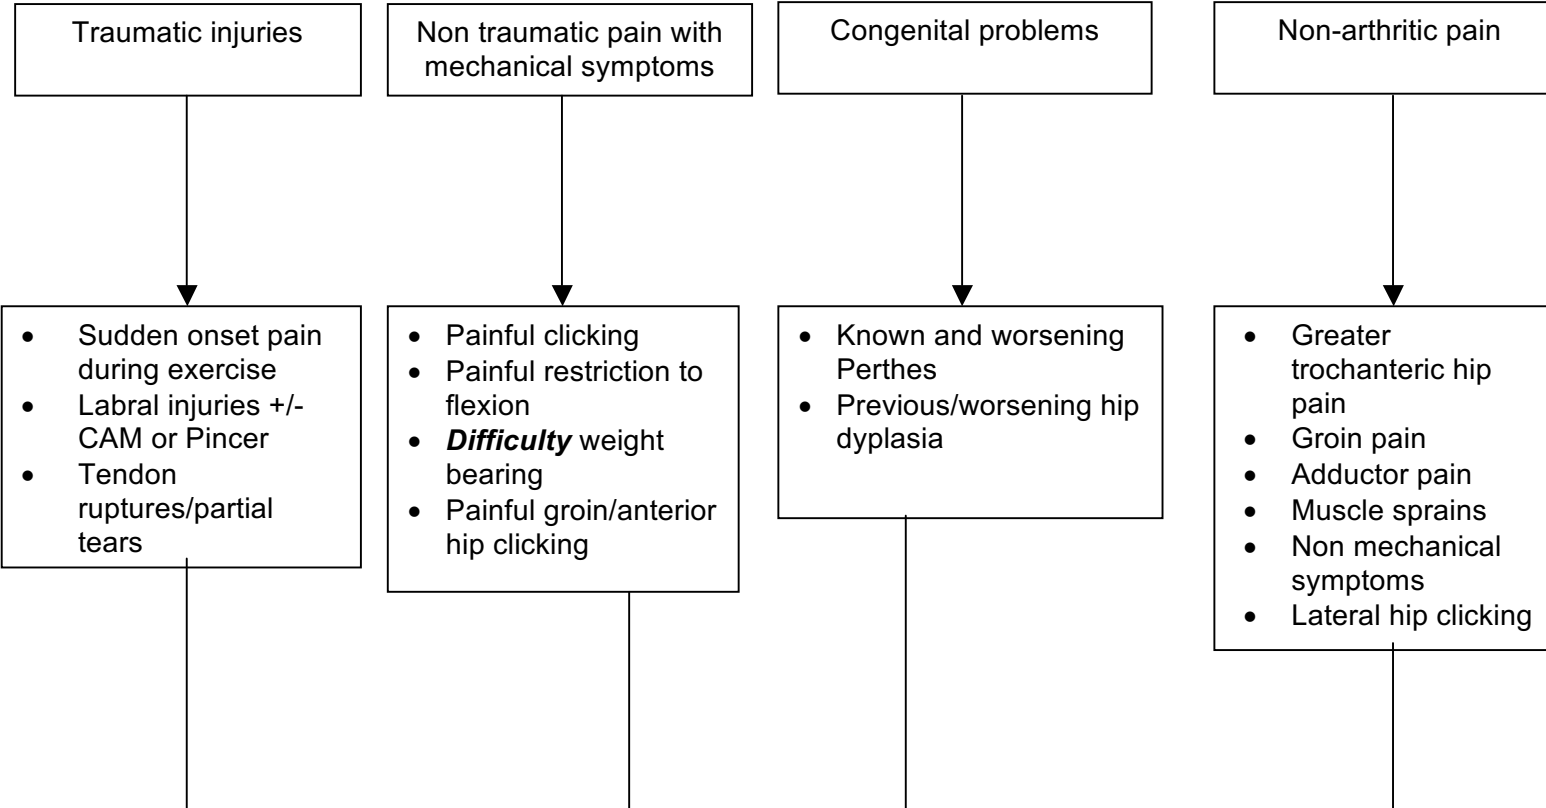 Traumatic injuries
Non traumatic pain with
mechanical symptoms
Congenital problems
Non-arthritic pain
• Sudden onset pain
during exercise
• Labral injuries +/-
CAM or Pincer
• Tendon
ruptures/partial
tears
• Painful clicking
• Painful restriction to
flexion
• Difficulty weight
bearing
• Painful groin/anterior
hip clicking
• Known and worsening
Perthes
• Previous/worsening hip
dyplasia
• Greater
trochanteric hip
pain
• Groin pain
• Adductor pain
• Muscle sprains
• Non mechanical
symptoms
• Lateral hip clicking